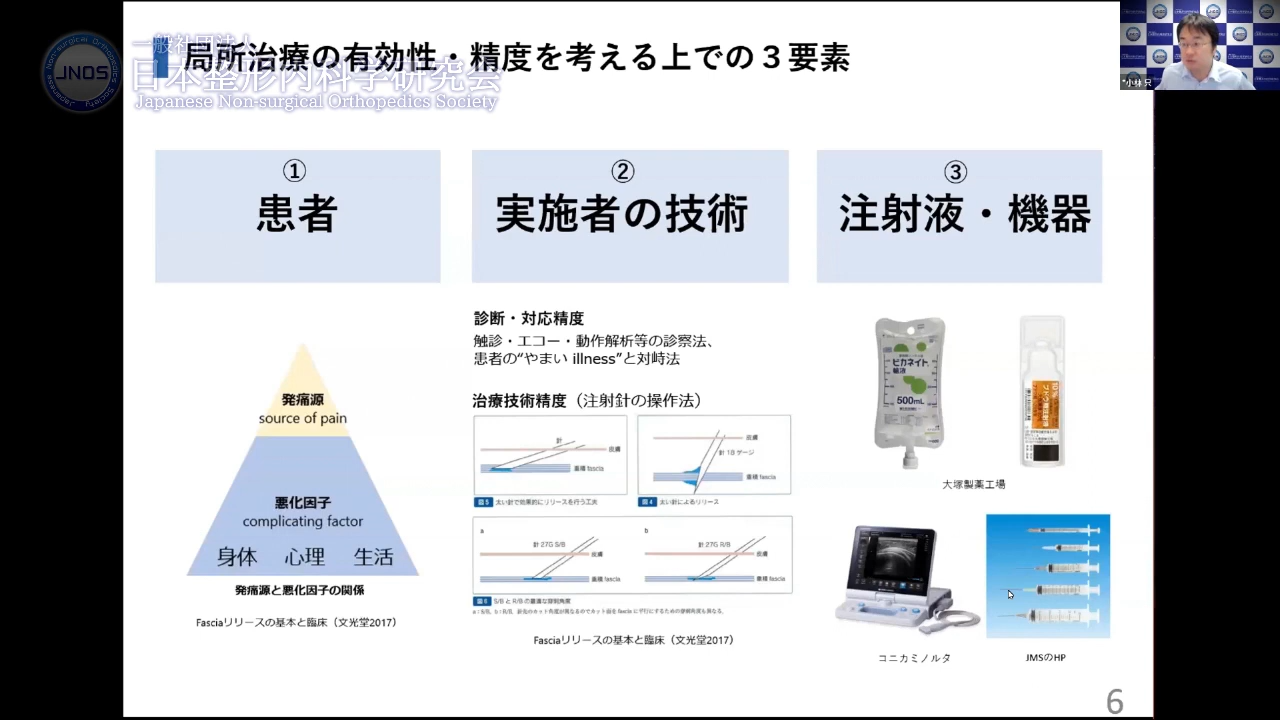 一般社団法人
局所治療の有効性・精度を考える上での３要素
日本整形内科学研究会
Japanese Non-surgical Orthopedics Society
JNOS
小林 只
①
患者
②
実施者の技術
③
注射液・機器
発痛源
source of pain
悪化因子
complicating factor
身体 心理 生活
発痛源と悪化因子の関係
Fasciaリリースの基本と臨床（文光堂2017）
診断・対応精度
触診・エコー・動作解析等の診察法、
患者の“やまい illness”と対峙法
治療技術精度（注射針の操作法）
針
皮膚
重積 fascia
図5 太い針で効果的にリリースを行う工夫
皮膚
針 18 ゲージ
重積 fascia
図4 太い針によるリリース
a
針 27G S/B
皮膚
重積 fascia
b
針 27G R/B
皮膚
重積 fascia
図6 S/B と R/B の最適な穿刺角度
Fasciaリリースの基本と臨床（文光堂2017）
ビカネイト
輸液
500mL
大塚製薬工場
コニカミノルタ
JMSのHP
6